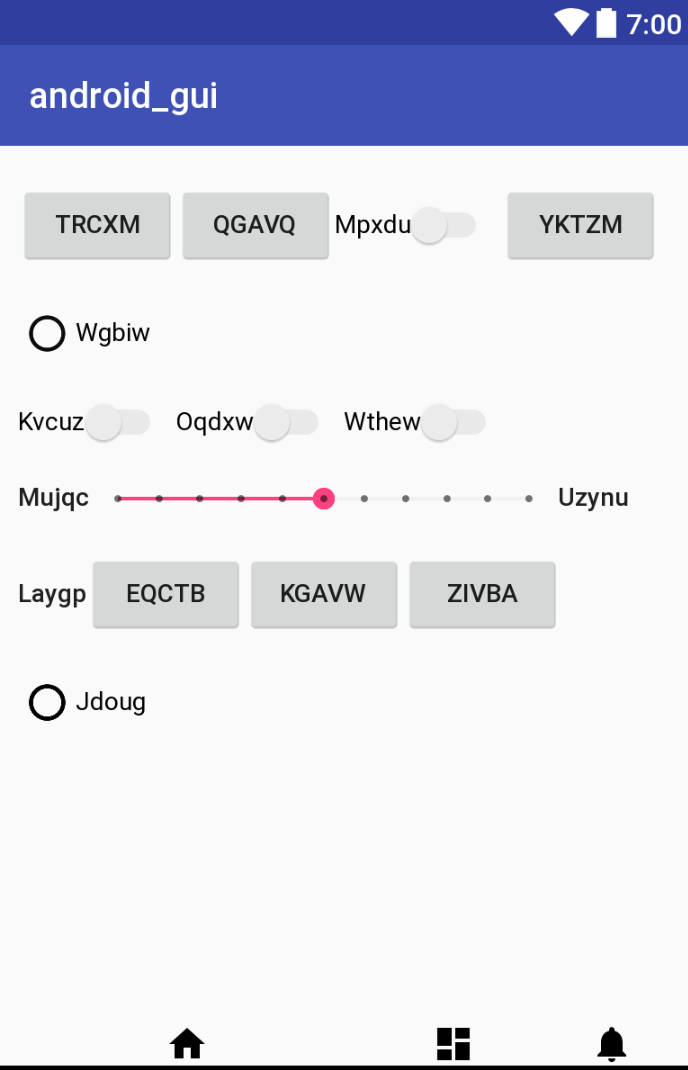 7:00
android_gui
TRCXM QGAVQ Mpxdu YKTZM
Wgbiw
Kvcuz Oqdxw Wthew
Mujqc Uzynu
Laygp EQCTB KGAVW ZIVBA
Jdoug